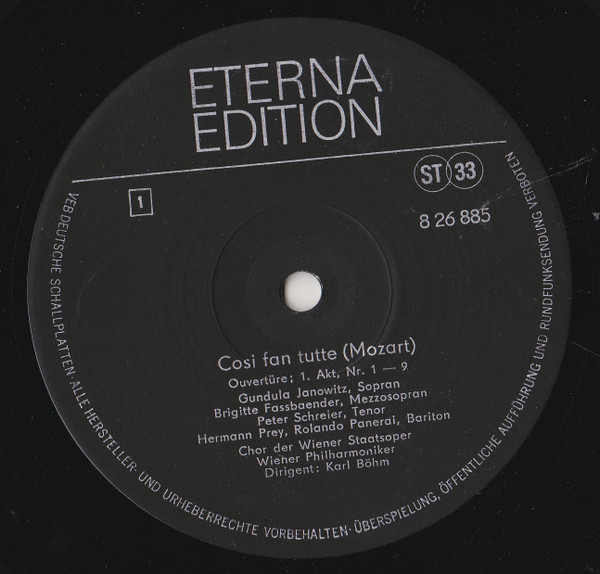 ETERNA
EDITION
ST 33
1
8 26 885
Cosi fan tutte (Mozart)
Ouvertüre; 1. Akt, Nr. 1 — 9
Gundula Janowitz, Sopran
Brigitte Fassbaender, Mezzosopran
Peter Schreier, Tenor
Hermann Prey, Rolando Panerai, Bariton
Chor der Wiener Staatsoper
Wiener Philharmoniker
Dirigent: Karl Böhm
VEB DEUTSCHE SCHALLPLATTEN · ALLE HERSTELLER- UND URHEBERRECHTE VORBEHALTEN · ÜBERSPIELUNG, ÖFFENTLICHE AUFFÜHRUNG UND RUNDFUNKSENDUNG VERBOTEN